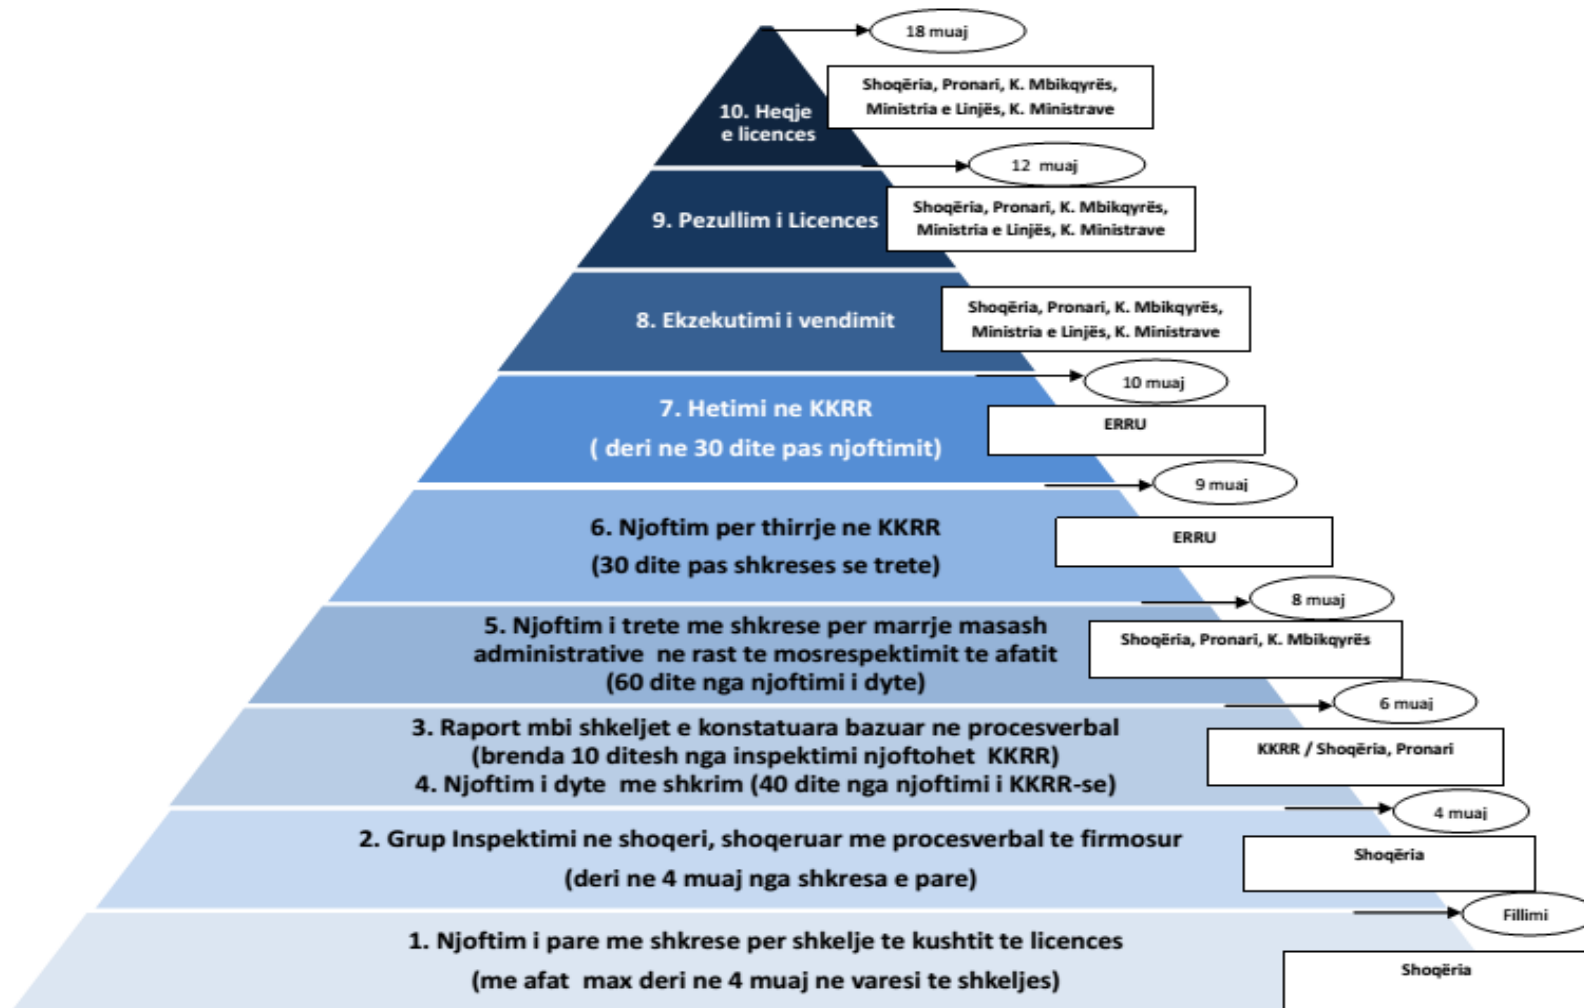 18 muaj
Shoqëria, Pronari, K. Mbikqyrës,
Ministria e Linjës, K. Ministrave
10. Heqje
e licences
12 muaj
9. Pezullim i Licences
Shoqëria, Pronari, K. Mbikqyrës,
Ministria e Linjës, K. Ministrave
8. Ekzekutimi i vendimit
Shoqëria, Pronari, K. Mbikqyrës,
Ministria e Linjës, K. Ministrave
10 muaj
7. Hetimi ne KKRR
( deri ne 30 dite pas njoftimit)
ERRU
9 muaj
6. Njoftim per thirrje ne KKRR
(30 dite pas shkreses se trete)
ERRU
8 muaj
5. Njoftim i trete me shkrese per marrje masash
administrative ne rast te mosrespektimit te afatit
(60 dite nga njoftimi i dyte)
Shoqëria, Pronari, K. Mbikqyrës
6 muaj
3. Raport mbi shkeljet e konstatuara bazuar ne procesverbal
(brenda 10 ditesh nga inspektimi njoftohet KKRR)
4. Njoftim i dyte me shkrim (40 dite nga njoftimi i KKRR-se)
KKRR / Shoqëria, Pronari
4 muaj
2. Grup Inspektimi ne shoqeri, shoqeruar me procesverbal te firmosur
(deri ne 4 muaj nga shkresa e pare)
Shoqëria
Fillimi
1. Njoftim i pare me shkrese per shkelje te kushtit te licences
(me afat max deri ne 4 muaj ne varesi te shkeljes)
Shoqëria